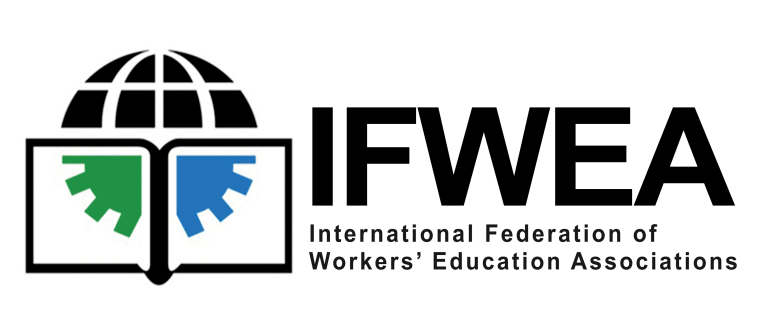 IFWEA
International Federation of
Workers’ Education Associations